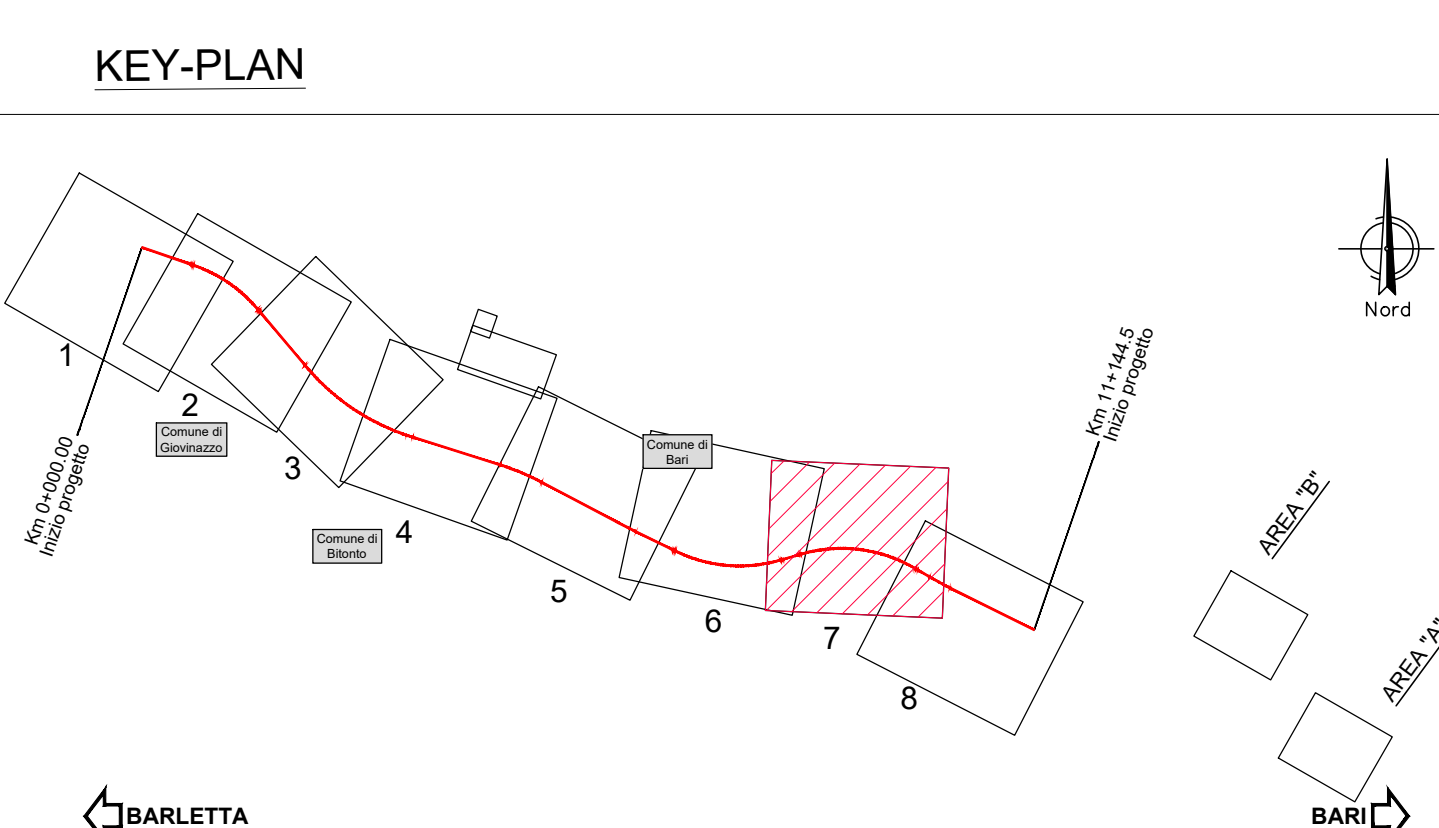 KEY-PLAN
Nord
1
2
Comune di
Giovinazzo
Km 0+000.00
Inizio progetto
3
Comune di
Bitonto
4
5
Comune di
Bari
6
7
8
Km 11+144.5
Inizio progetto
AREA "B"
AREA "A"
BARLETTA
BARI